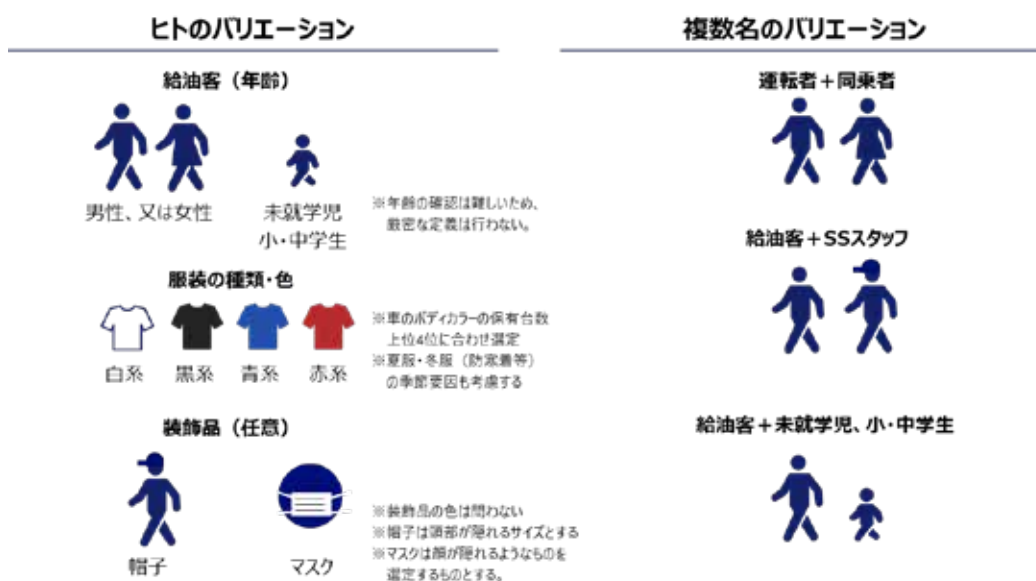 ヒトのバリエーション
給油客（年齢）
男性、又は女性
未就学児
小・中学生
※年齢の確認は難しいため、
厳密な定義は行わない。
服装の種類・色
白系
黒系
青系
赤系
※車のボディカラーの保有台数
上位4位に合わせ選定
※夏服・冬服（防寒着等）
の季節要因も考慮する
装飾品（任意）
帽子
マスク
※装飾品の色は問わない
※帽子は頭部が隠れるサイズとする
※マスクは顔が隠れるようなものを
選定するものとする。
複数名のバリエーション
運転者＋同乗者
給油客＋SSスタッフ
給油客＋未就学児、小・中学生